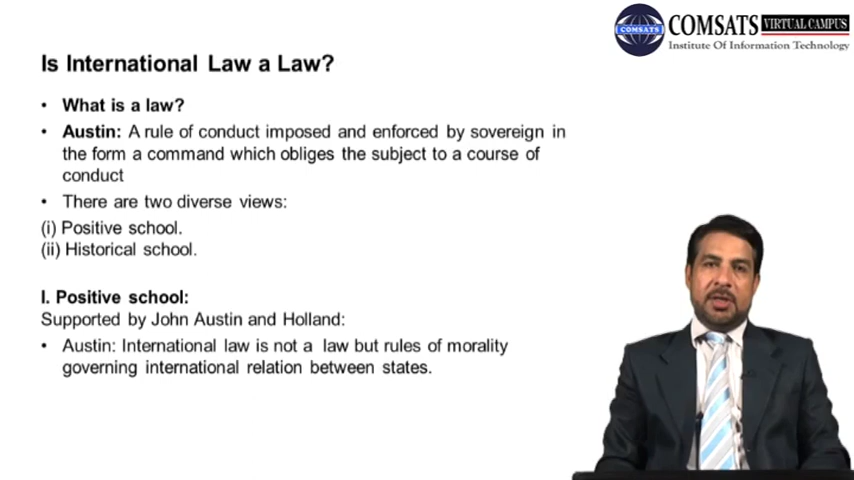 COMSATS
COMSATS VIRTUAL CAMPUS
Institute Of Information Technology
Is International Law a Law?
• What is a law?
• Austin: A rule of conduct imposed and enforced by sovereign in
the form a command which obliges the subject to a course of
conduct
• There are two diverse views:
(i) Positive school.
(ii) Historical school.
I. Positive school:
Supported by John Austin and Holland:
• Austin: International law is not a law but rules of morality
governing international relation between states.